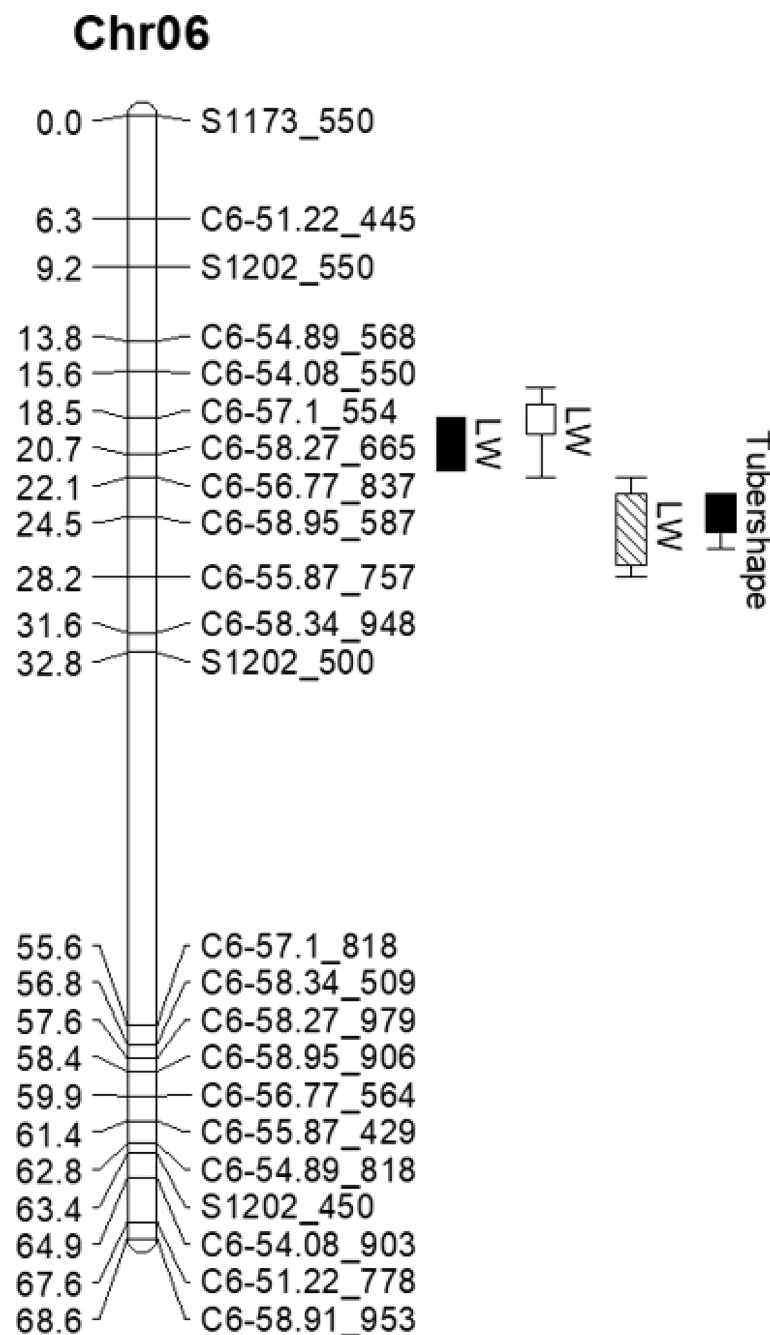 Chr06
0.0 S1173_550
6.3 C6-51.22_445
9.2 S1202_550
13.8 C6-54.89_568
15.6 C6-54.08_550
18.5 C6-57.1_554
20.7 C6-58.27_665
22.1 C6-56.77_837
24.5 C6-58.95_587
28.2 C6-55.87_757
31.6 C6-58.34_948
32.8 S1202_500
55.6 C6-57.1_818
56.8 C6-58.34_509
57.6 C6-58.27_979
58.4 C6-58.95_906
59.9 C6-56.77_564
61.4 C6-55.87_429
62.8 C6-54.89_818
63.4 S1202_450
64.9 C6-54.08_903
67.6 C6-51.22_778
68.6 C6-58.91_953
LW
LW
LW
Tubershape